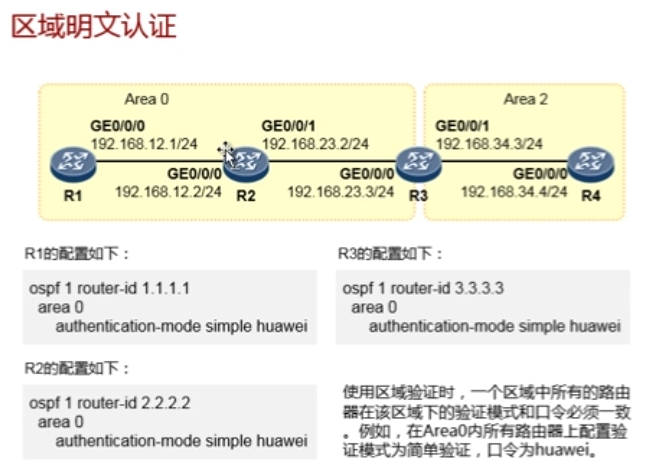 区域明文认证
Area 0
Area 2
GE0/0/0
192.168.12.1/24
GE0/0/1
192.168.23.2/24
GE0/0/1
192.168.34.3/24
GE0/0/0
192.168.12.2/24
GE0/0/0
192.168.23.3/24
GE0/0/0
192.168.34.4/24
R1
R2
R3
R4
R1的配置如下：
ospf 1 router-id 1.1.1.1
area 0
authentication-mode simple huawei
R3的配置如下：
ospf 1 router-id 3.3.3.3
area 0
authentication-mode simple huawei
R2的配置如下：
ospf 1 router-id 2.2.2.2
area 0
authentication-mode simple huawei
使用区域验证时，一个区域中所有的路由
器在该区域下的验证模式和口令必须一致
。例如，在Area0内所有路由器上配置验
证模式为简单验证，口令为huawei。